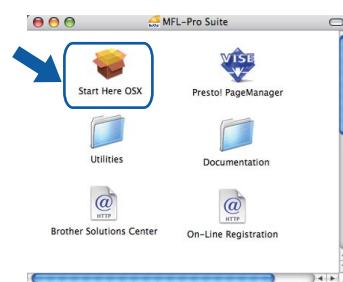 MFL-Pro Suite
Start Here OSX
Presto! PageManager
VISE
Utilities
Documentation
@
HTTP
@
HTTP
Brother Solutions Center
On-Line Registration